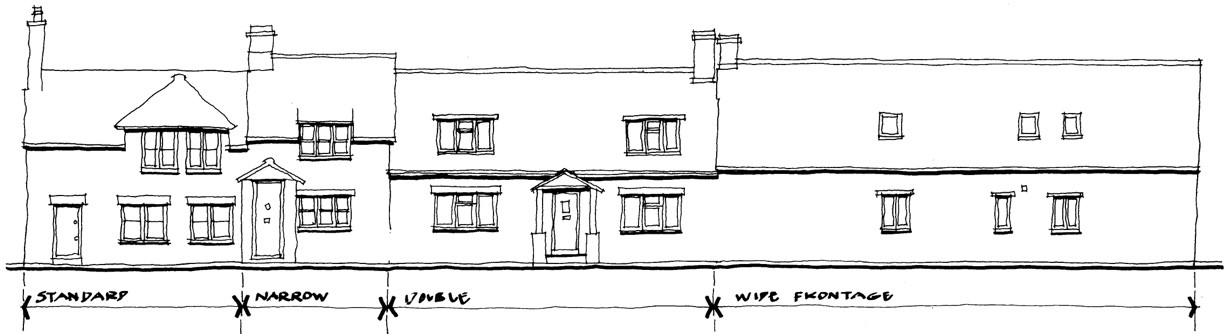 STANDARD
NARROW
DOUBLE
WIDE FRONTAGE